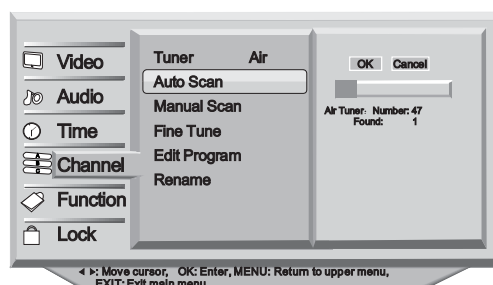 Video
Audio
Time
Channel
Function
Lock
Tuner Air
Auto Scan
Manual Scan
Fine Tune
Edit Program
Rename
OK Cancel
Air Tuner: Number: 47
Found: 1
◄ ►: Move cursor, OK: Enter, MENU: Return to upper menu,
EXIT: Exit main menu